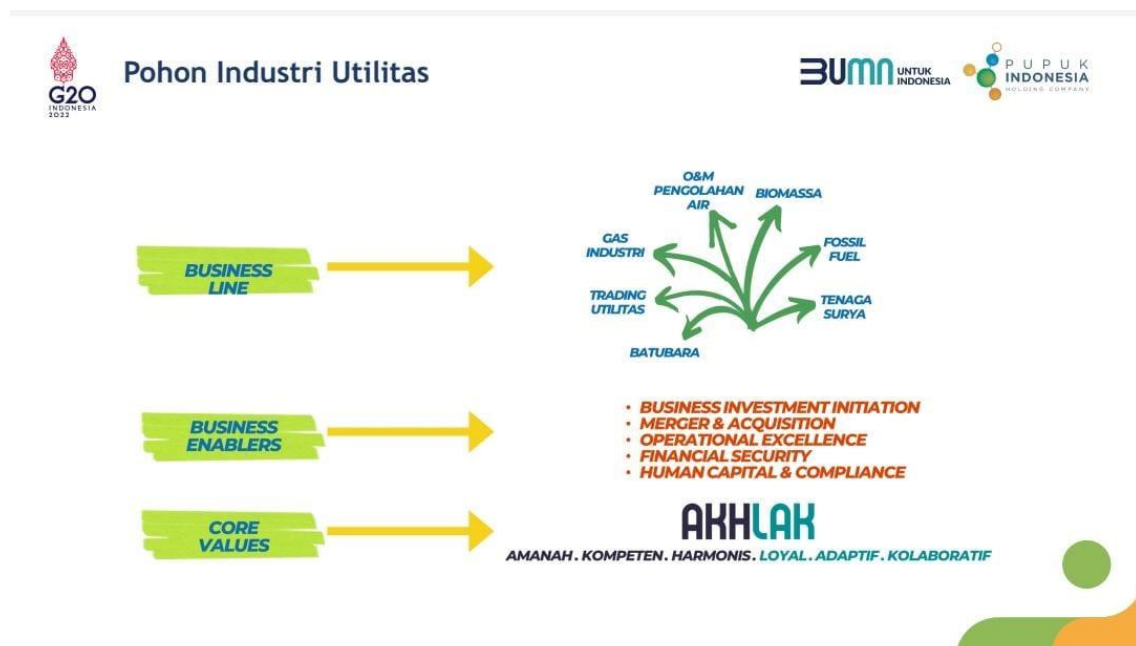 G20
INDONESIA
2022
Pohon Industri Utilitas
BUMN UNTUK
INDONESIA
PUPUK
INDONESIA
HOLDING COMPANY
BUSINESS
LINE
O&M
PENGOLAHAN
AIR
BIOMASSA
GAS
INDUSTRI
FOSSIL
FUEL
TRADING
UTILITAS
TENAGA
SURYA
BATUBARA
BUSINESS
ENABLERS
• BUSINESS INVESTMENT INITIATION
• MERGER & ACQUISITION
• OPERATIONAL EXCELLENCE
• FINANCIAL SECURITY
• HUMAN CAPITAL & COMPLIANCE
CORE
VALUES
AKHLAK
AMANAH . KOMPETEN . HARMONIS . LOYAL . ADAPTIF . KOLABORATIF